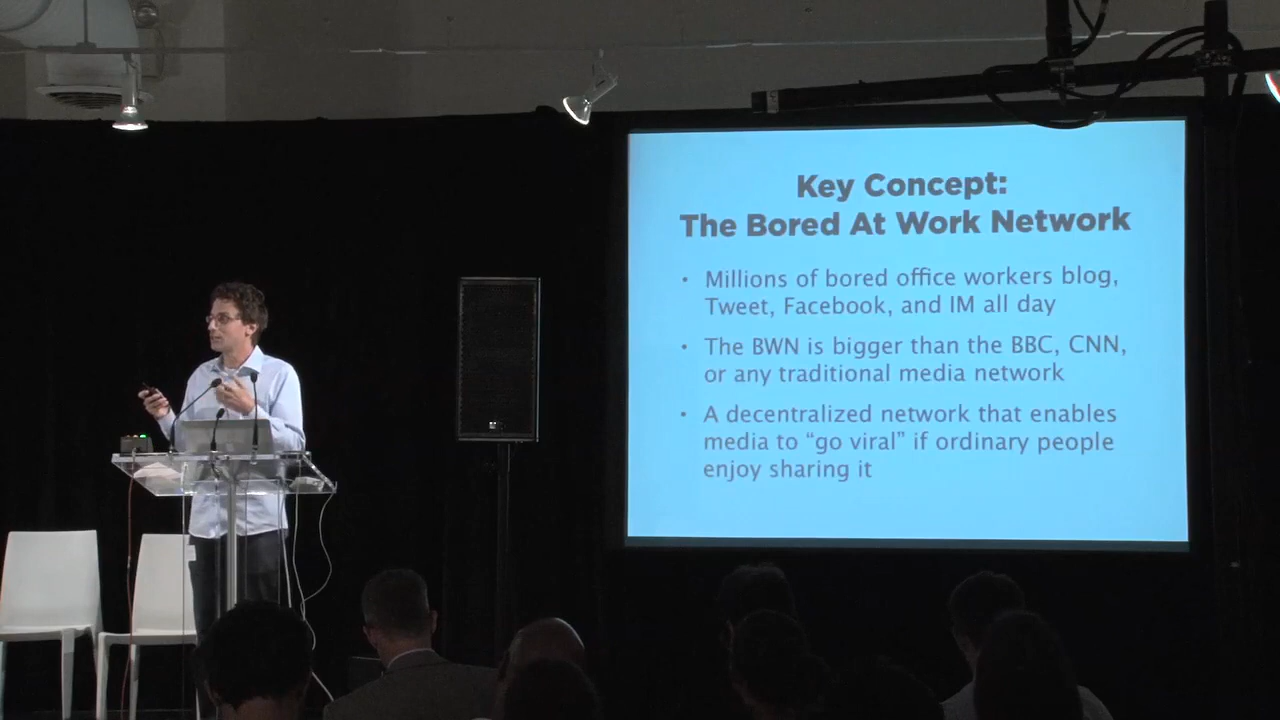 Key Concept:
The Bored At Work Network
• Millions of bored office workers blog,
Tweet, Facebook, and IM all day
• The BWN is bigger than the BBC, CNN,
or any traditional media network
• A decentralized network that enables
media to “go viral” if ordinary people
enjoy sharing it